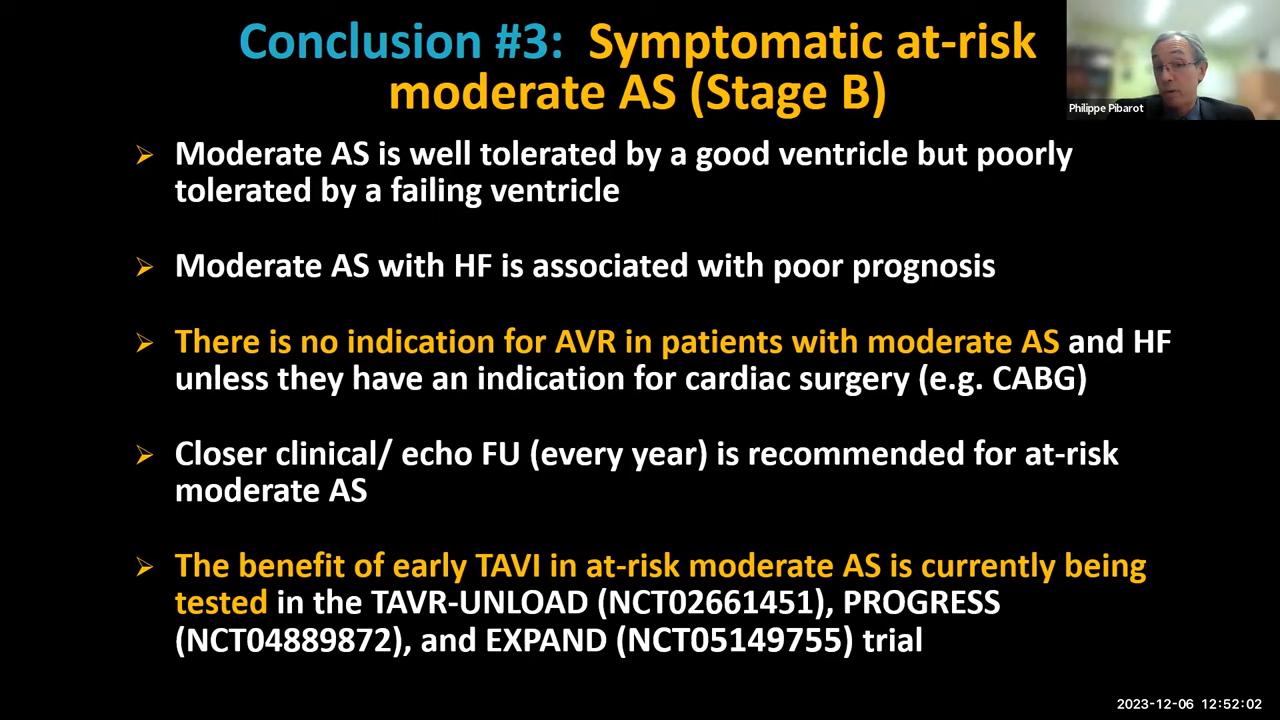 Conclusion #3: Symptomatic at-risk
moderate AS (Stage B)
Philippe Pibarot
➢ Moderate AS is well tolerated by a good ventricle but poorly
tolerated by a failing ventricle
➢ Moderate AS with HF is associated with poor prognosis
➢ There is no indication for AVR in patients with moderate AS and HF
unless they have an indication for cardiac surgery (e.g. CABG)
➢ Closer clinical/ echo FU (every year) is recommended for at-risk
moderate AS
➢ The benefit of early TAVI in at-risk moderate AS is currently being
tested in the TAVR-UNLOAD (NCT02661451), PROGRESS
(NCT04889872), and EXPAND (NCT05149755) trial
2023-12-06 12:52:02